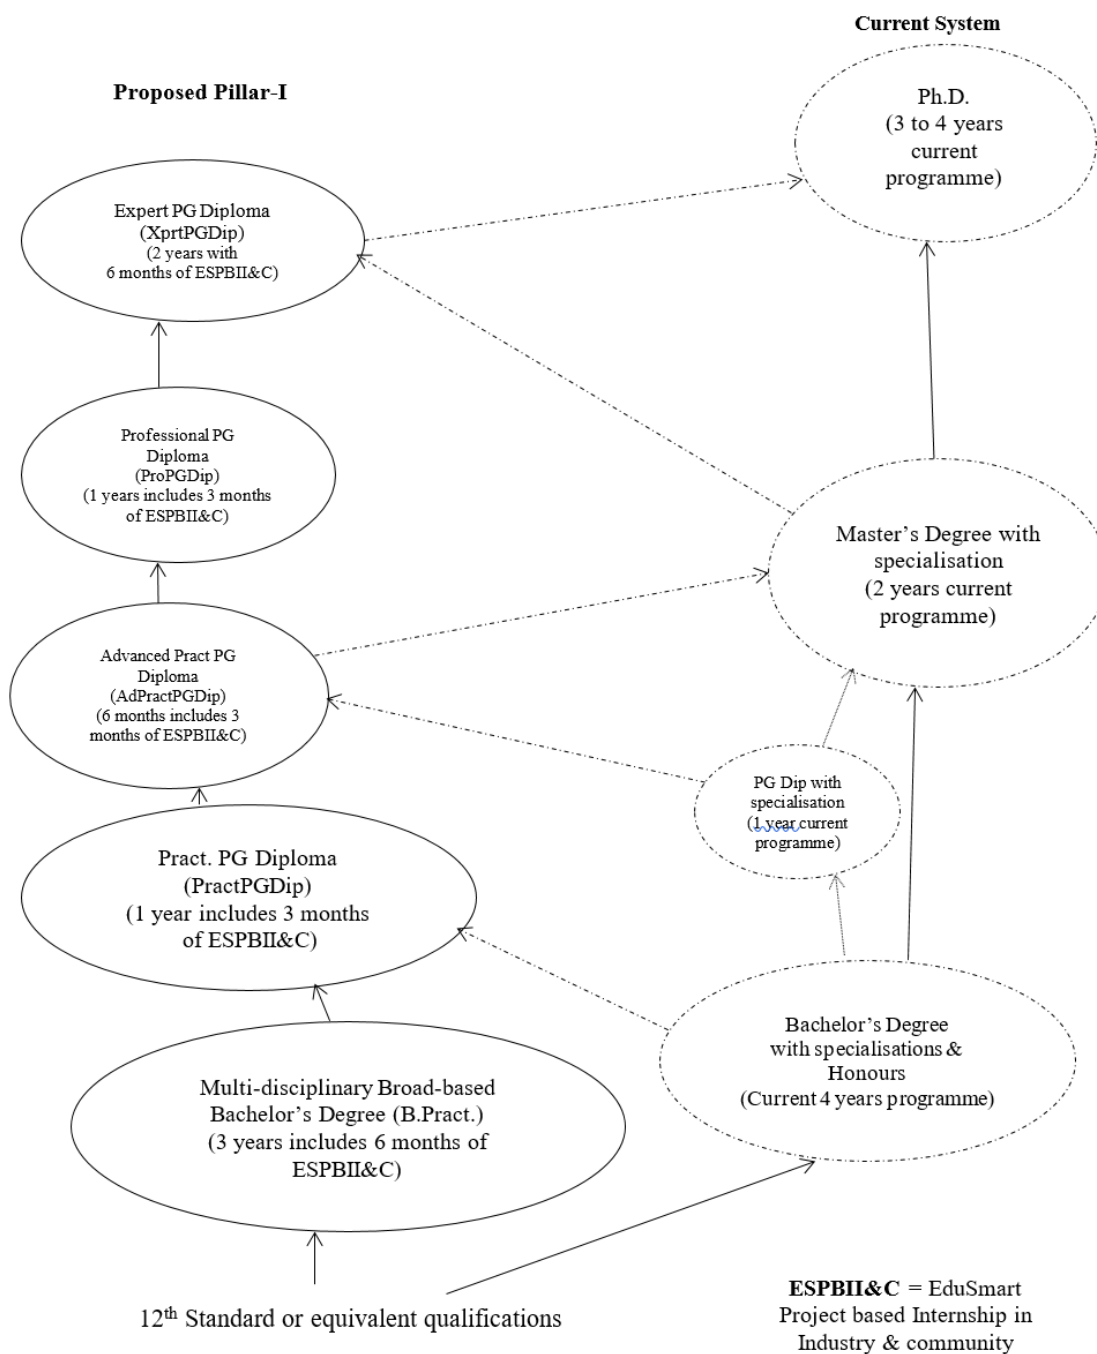 Current System
Proposed Pillar-I
Ph.D.
(3 to 4 years
current
programme)
Expert PG Diploma
(XprtPGDip)
(2 years with
6 months of ESPBII&C)
Professional PG
Diploma
(ProPGDip)
(1 years includes 3 months
of ESPBII&C)
Master’s Degree with
specialisation
(2 years current
programme)
Advanced Pract PG
Diploma
(AdPractPGDip)
(6 months includes 3
months of ESPBII&C)
PG Dip with
specialisation
(1 year current
programme)
Pract. PG Diploma
(PractPGDip)
(1 year includes 3 months
of ESPBII&C)
Bachelor’s Degree
with specialisations &
Honours
(Current 4 years programme)
Multi-disciplinary Broad-based
Bachelor’s Degree (B.Pract.)
(3 years includes 6 months of
ESPBII&C)
12th Standard or equivalent qualifications
ESPBII&C = EduSmart
Project based Internship in
Industry & community